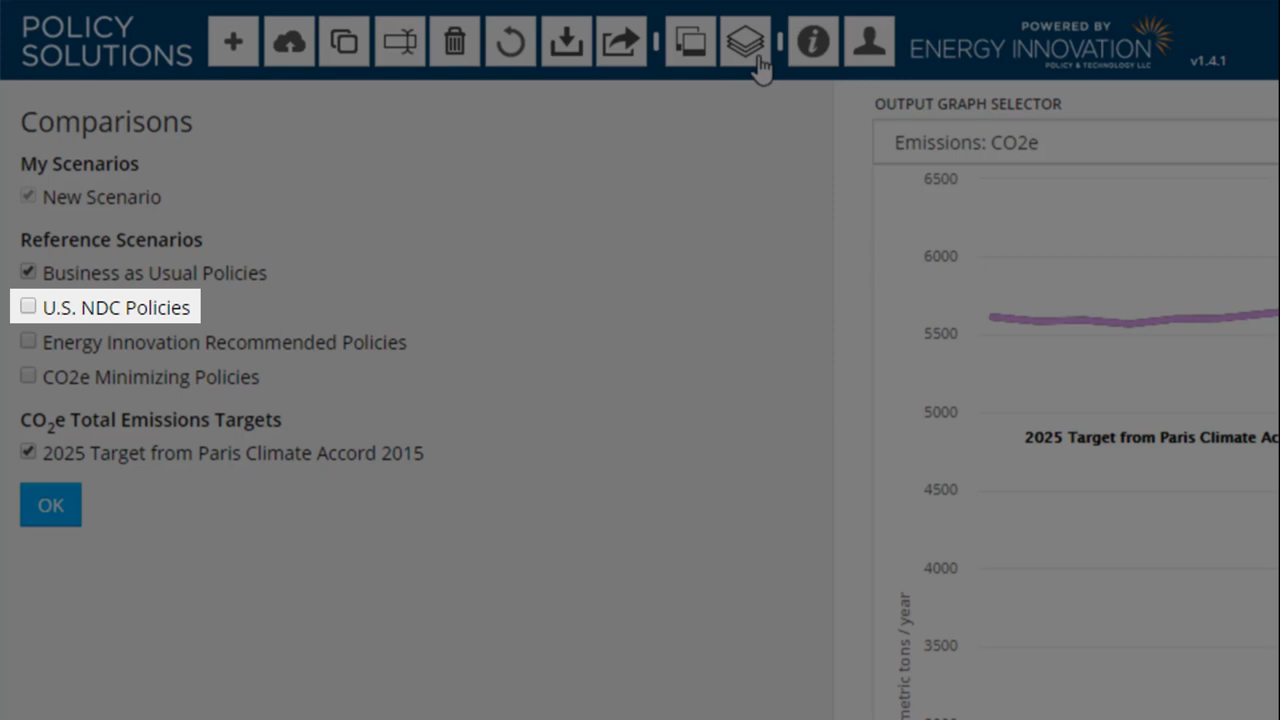 POLICY
SOLUTIONS
POWERED BY
ENERGY INNOVATION
POLICY & TECHNOLOGY LLC
v1.4.1
Comparisons
My Scenarios
New Scenario
Reference Scenarios
Business as Usual Policies
U.S. NDC Policies
Energy Innovation Recommended Policies
CO2e Minimizing Policies
CO₂e Total Emissions Targets
2025 Target from Paris Climate Accord 2015
OK
OUTPUT GRAPH SELECTOR
Emissions: CO2e
6500
6000
5500
5000
2025 Target from Paris Climate Ac
4500
4000
3500
metric tons / year